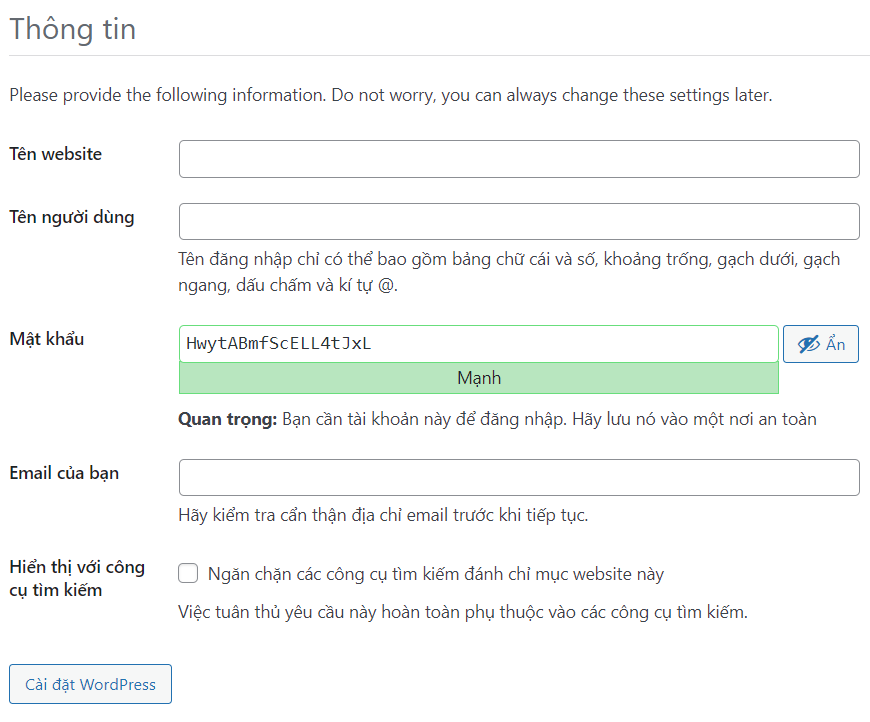 Thông tin
Please provide the following information. Do not worry, you can always change these settings later.
Tên website
Tên người dùng
Tên đăng nhập chỉ có thể bao gồm bảng chữ cái và số, khoảng trống, gạch dưới, gạch
ngang, dấu chấm và kí tự @.
Mật khẩu
HwytABmfScELL4tJxL
Ẩn
Mạnh
Quan trọng: Bạn cần tài khoản này để đăng nhập. Hãy lưu nó vào một nơi an toàn
Email của bạn
Hãy kiểm tra cẩn thận địa chỉ email trước khi tiếp tục.
Hiển thị với công
cụ tìm kiếm
Ngăn chặn các công cụ tìm kiếm đánh chỉ mục website này
Việc tuân thủ yêu cầu này hoàn toàn phụ thuộc vào các công cụ tìm kiếm.
Cài đặt WordPress